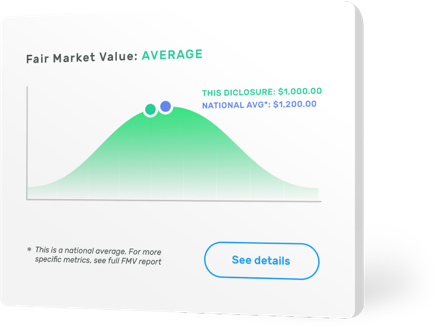 Fair Market Value: AVERAGE
THIS DICLOSURE: $1,000.00
NATIONAL AVG*: $1,200.00
* This is a national average. For more
specific metrics, see full FMV report
See details